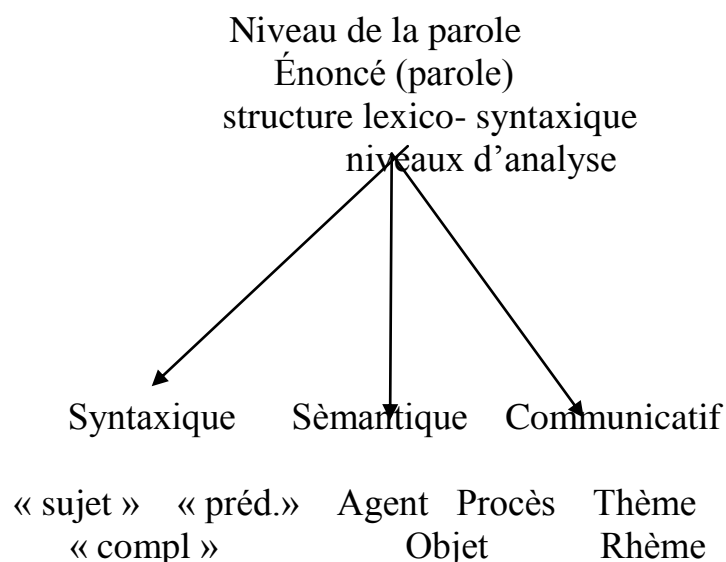 Niveau de la parole
Énoncé (parole)
structure lexico- syntaxique
niveaux d’analyse
Syntaxique Sèmantique Communicatif
« sujet » « préd.» Agent Procès Thème
« compl » Objet Rhème